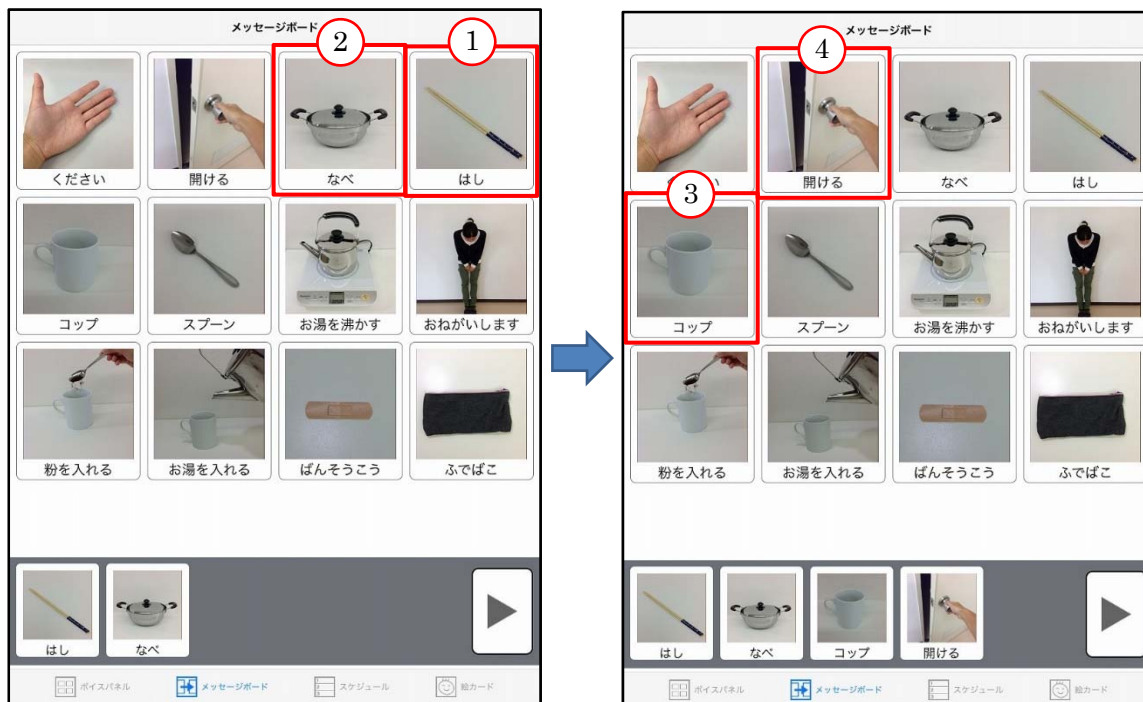 メッセージボード
② ①
ください 開ける なべ はし
コップ スプーン お湯を沸かす おねがいします
粉を入れる お湯を入れる ばんそうこう ふでばこ
はし なべ
ボイスパネル メッセージボード スケジュール 絵カード
メッセージボード
④
開ける なべ はし
③
コップ スプーン お湯を沸かす おねがいします
粉を入れる お湯を入れる ばんそうこう ふでばこ
はし なべ コップ 開ける
ボイスパネル メッセージボード スケジュール 絵カード